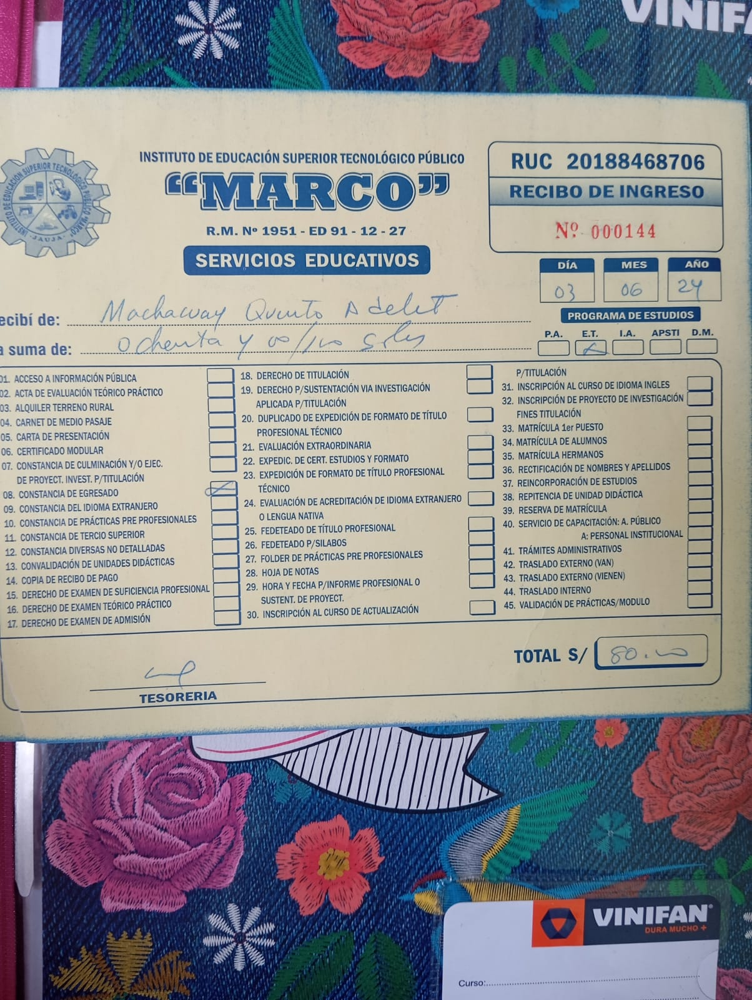 VINIFA
INSTITUTO DE EDUCACIÓN SUPERIOR TECNOLÓGICO PÚBLICO
"MARCO"
R.M. Nº 1951 - ED 91 - 12 - 27
SERVICIOS EDUCATIVOS
INSTITUTO DE EDUCACIÓN SUPERIOR TECNOLÓGICO PÚBLICO "MARCO"
- JAUJA -
RUC 20188468706
RECIBO DE INGRESO
Nº 000144
DÍA MES AÑO
03 06 24
ecibí de: Machaway Quinto Adelet
a suma de: Ochenta y 00/100 Soles
PROGRAMA DE ESTUDIOS
P.A. E.T. I.A. APSTI D.M.
01. ACCESO A INFORMACIÓN PÚBLICA
02. ACTA DE EVALUACIÓN TEÓRICO PRÁCTICO
03. ALQUILER TERRENO RURAL
04. CARNET DE MEDIO PASAJE
05. CARTA DE PRESENTACIÓN
06. CERTIFICADO MODULAR
07. CONSTANCIA DE CULMINACIÓN Y/O EJEC.
DE PROYECT. INVEST. P/TITULACIÓN
08. CONSTANCIA DE EGRESADO
09. CONSTANCIA DEL IDIOMA EXTRANJERO
10. CONSTANCIA DE PRÁCTICAS PRE PROFESIONALES
11. CONSTANCIA DE TERCIO SUPERIOR
12. CONSTANCIA DIVERSAS NO DETALLADAS
13. CONVALIDACIÓN DE UNIDADES DIDÁCTICAS
14. COPIA DE RECIBO DE PAGO
15. DERECHO DE EXAMEN DE SUFICIENCIA PROFESIONAL
16. DERECHO DE EXAMEN TEÓRICO PRÁCTICO
17. DERECHO DE EXAMEN DE ADMISIÓN
18. DERECHO DE TITULACIÓN
19. DERECHO P/SUSTENTACIÓN VIA INVESTIGACIÓN
APLICADA P/TITULACIÓN
20. DUPLICADO DE EXPEDICIÓN DE FORMATO DE TÍTULO
PROFESIONAL TÉCNICO
21. EVALUACIÓN EXTRAORDINARIA
22. EXPEDIC. DE CERT. ESTUDIOS Y FORMATO
23. EXPEDICIÓN DE FORMATO DE TÍTULO PROFESIONAL
TÉCNICO
24. EVALUACIÓN DE ACREDITACIÓN DE IDIOMA EXTRANJERO
O LENGUA NATIVA
25. FEDETEADO DE TÍTULO PROFESIONAL
26. FEDETEADO P/SILABOS
27. FOLDER DE PRÁCTICAS PRE PROFESIONALES
28. HOJA DE NOTAS
29. HORA Y FECHA P/INFORME PROFESIONAL O
SUSTENT. DE PROYECT.
30. INSCRIPCIÓN AL CURSO DE ACTUALIZACIÓN
P/TITULACIÓN
31. INSCRIPCIÓN AL CURSO DE IDIOMA INGLES
32. INSCRIPCIÓN DE PROYECTO DE INVESTIGACIÓN
FINES TITULACIÓN
33. MATRÍCULA 1er PUESTO
34. MATRÍCULA DE ALUMNOS
35. MATRÍCULA HERMANOS
36. RECTIFICACIÓN DE NOMBRES Y APELLIDOS
37. REINCORPORACIÓN DE ESTUDIOS
38. REPITENCIA DE UNIDAD DIDÁCTICA
39. RESERVA DE MATRÍCULA
40. SERVICIO DE CAPACITACIÓN: A. PÚBLICO
A: PERSONAL INSTITUCIONAL
41. TRÁMITES ADMINISTRATIVOS
42. TRASLADO EXTERNO (VAN)
43. TRASLADO EXTERNO (VIENEN)
44. TRASLADO INTERNO
45. VALIDACIÓN DE PRÁCTICAS/MODULO
TOTAL S/ 80.00
TESORERIA
VINIFAN®
DURA MUCHO +
Curso: